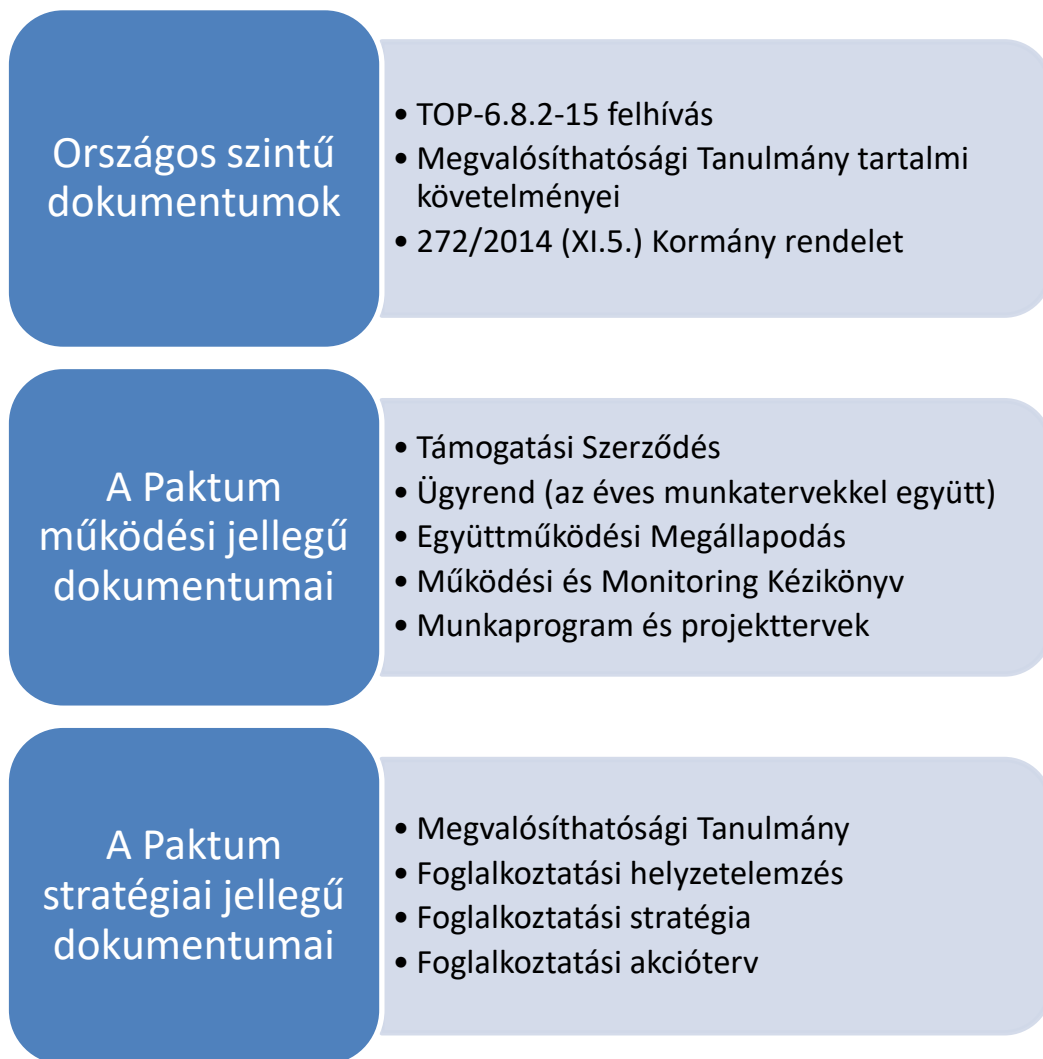 Országos szintű
dokumentumok
• TOP-6.8.2-15 felhívás
• Megvalósíthatósági Tanulmány tartalmi
követelményei
• 272/2014 (XI.5.) Kormány rendelet
A Paktum
működési jellegű
dokumentumai
• Támogatási Szerződés
• Ügyrend (az éves munkatervekkel együtt)
• Együttműködési Megállapodás
• Működési és Monitoring Kézikönyv
• Munkaprogram és projekttervek
A Paktum
stratégiai jellegű
dokumentumai
• Megvalósíthatósági Tanulmány
• Foglalkoztatási helyzetelemzés
• Foglalkoztatási stratégia
• Foglalkoztatási akcióterv